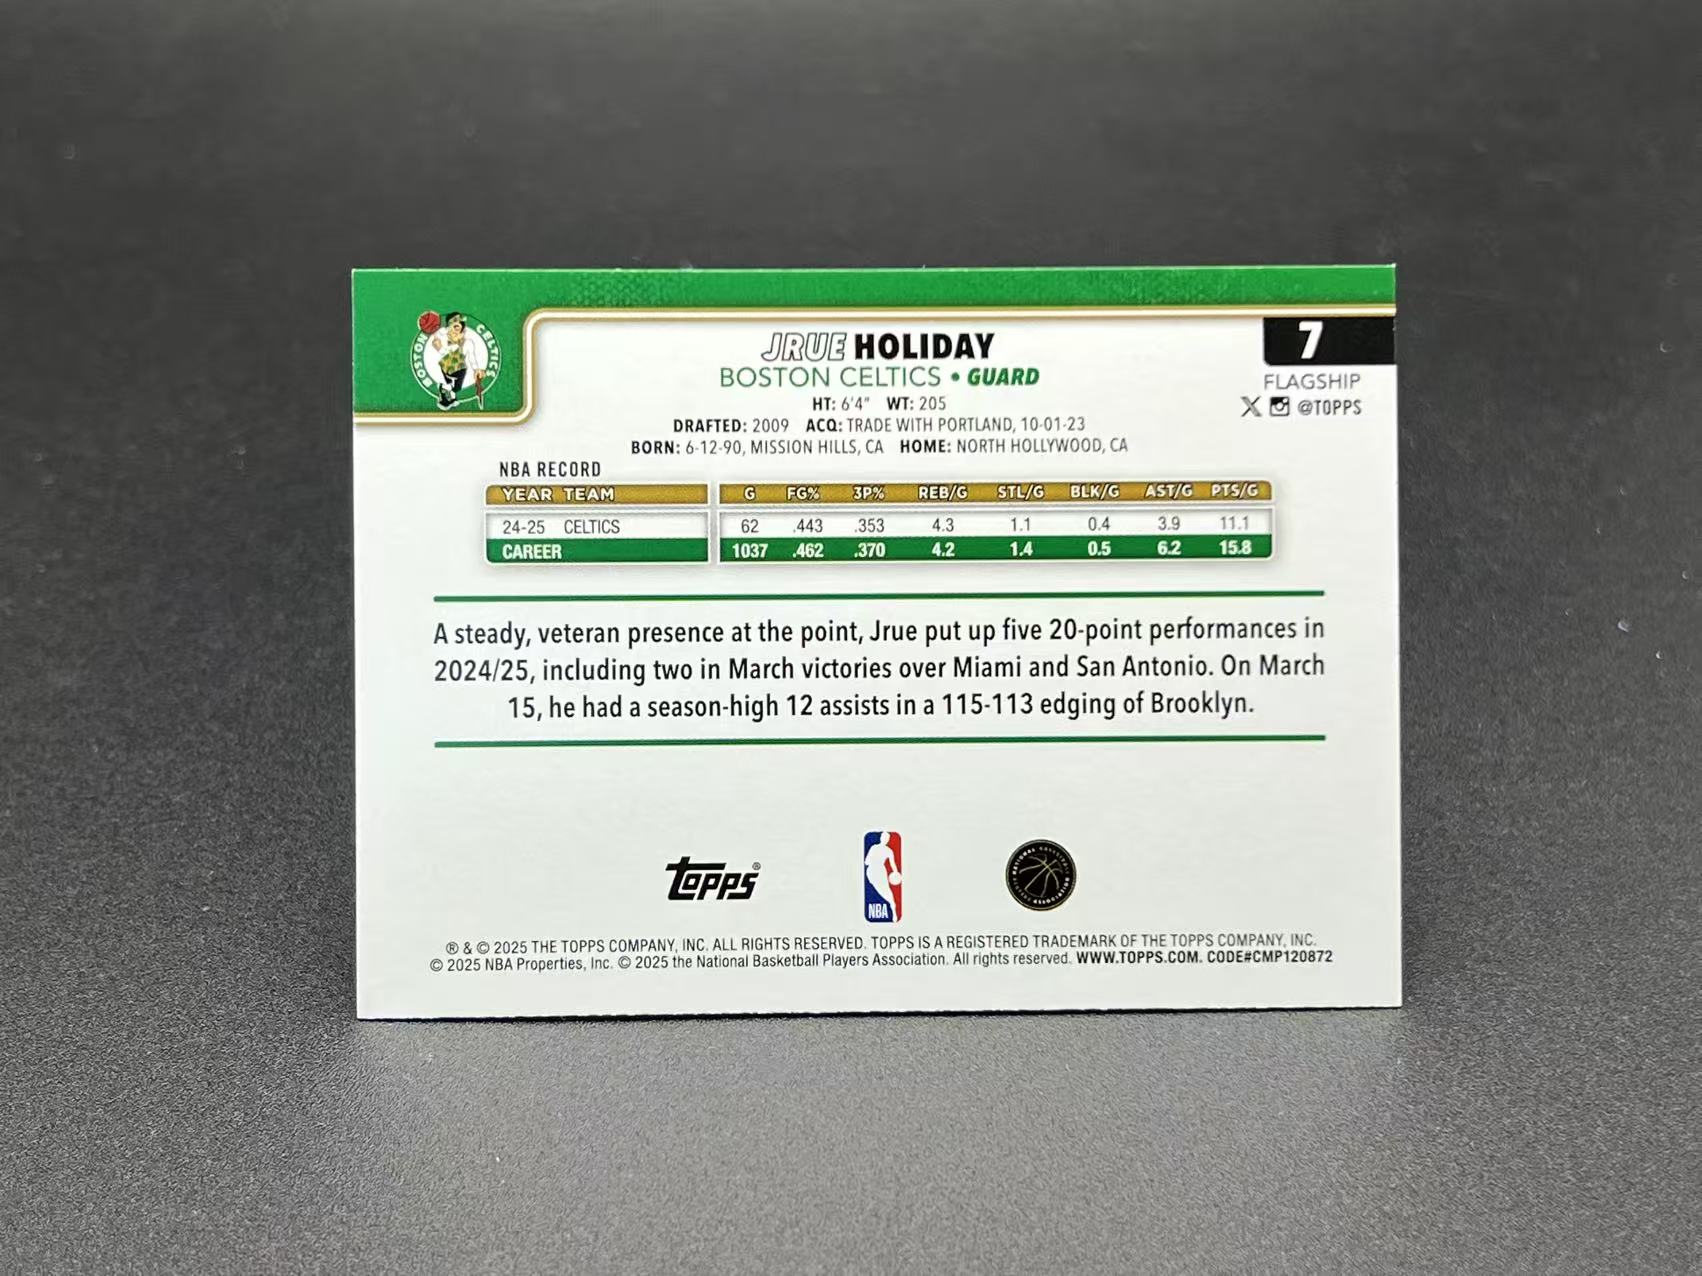 BOSTON CELTICS
JRUE HOLIDAY
7
BOSTON CELTICS • GUARD
FLAGSHIP
HT: 6'4" WT: 205
X @TOPPS
DRAFTED: 2009 ACQ: TRADE WITH PORTLAND, 10-01-23
BORN: 6-12-90, MISSION HILLS, CA HOME: NORTH HOLLYWOOD, CA
NBA RECORD
YEAR TEAM G FG% 3P% REB/G STL/G BLK/G AST/G PTS/G
24-25 CELTICS 62 .443 .353 4.3 1.1 0.4 3.9 11.1
CAREER 1037 .462 .370 4.2 1.4 0.5 6.2 15.8
A steady, veteran presence at the point, Jrue put up five 20-point performances in
2024/25, including two in March victories over Miami and San Antonio. On March
15, he had a season-high 12 assists in a 115-113 edging of Brooklyn.
topps®
NBA
NATIONAL BASKETBALL PLAYERS ASSOCIATION
® & © 2025 THE TOPPS COMPANY, INC. ALL RIGHTS RESERVED. TOPPS IS A REGISTERED TRADEMARK OF THE TOPPS COMPANY, INC.
© 2025 NBA Properties, Inc. © 2025 the National Basketball Players Association. All rights reserved. WWW.TOPPS.COM. CODE#CMP120872